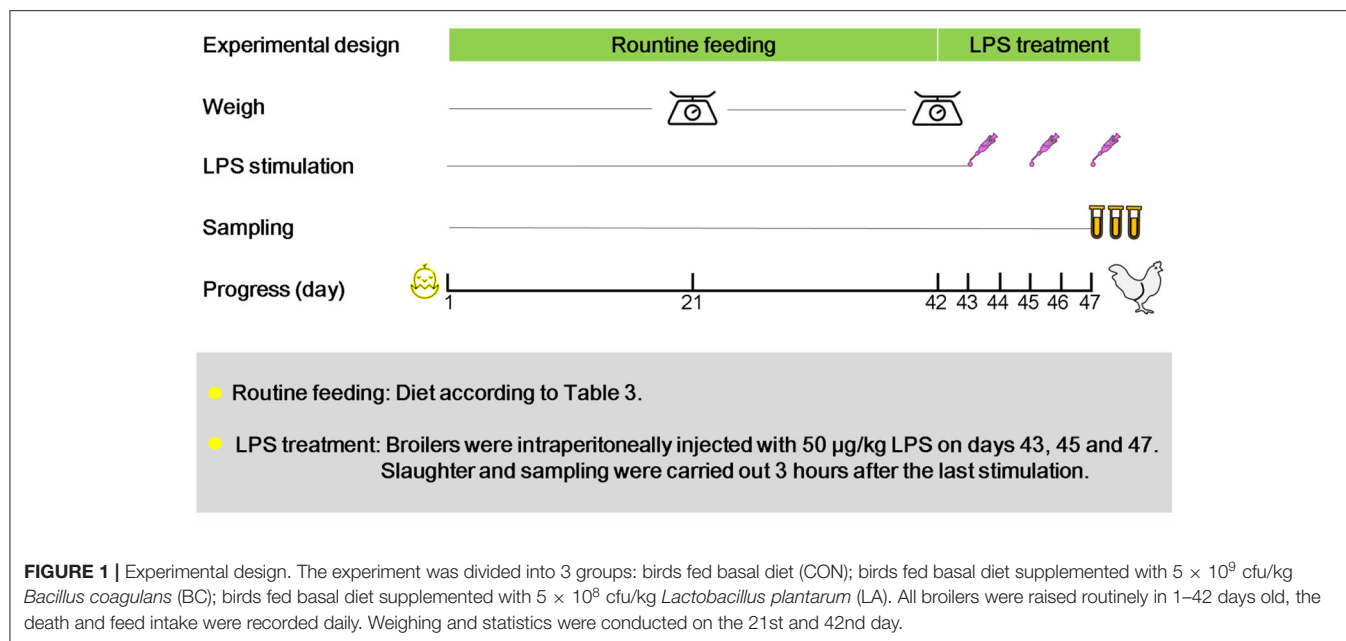 Experimental design
Rountine feeding
LPS treatment
Weigh
LPS stimulation
Sampling
Progress (day)
1
21
42
43
44
45
46
47
Routine feeding: Diet according to Table 3.
LPS treatment: Broilers were intraperitoneally injected with 50 µg/kg LPS on days 43, 45 and 47.
Slaughter and sampling were carried out 3 hours after the last stimulation.
FIGURE 1 | Experimental design. The experiment was divided into 3 groups: birds fed basal diet (CON); birds fed basal diet supplemented with 5 × 10⁹ cfu/kg
Bacillus coagulans (BC); birds fed basal diet supplemented with 5 × 10⁸ cfu/kg Lactobacillus plantarum (LA). All broilers were raised routinely in 1–42 days old, the
death and feed intake were recorded daily. Weighing and statistics were conducted on the 21st and 42nd day.